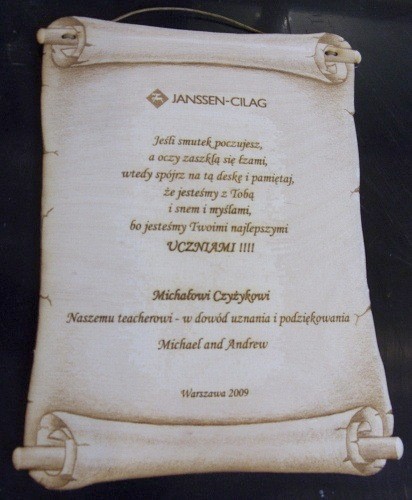 JANSSEN-CILAG
Jeśli smutek poczujesz,
a oczy zaszklą się łzami,
wtedy spójrz na tą deskę i pamiętaj,
że jesteśmy z Tobą
i snem i myślami,
bo jesteśmy Twoimi najlepszymi
UCZNIAMI !!!!
Michałowi Czyżykowi
Naszemu teacherowi - w dowód uznania i podziękowania
Michael and Andrew
Warszawa 2009